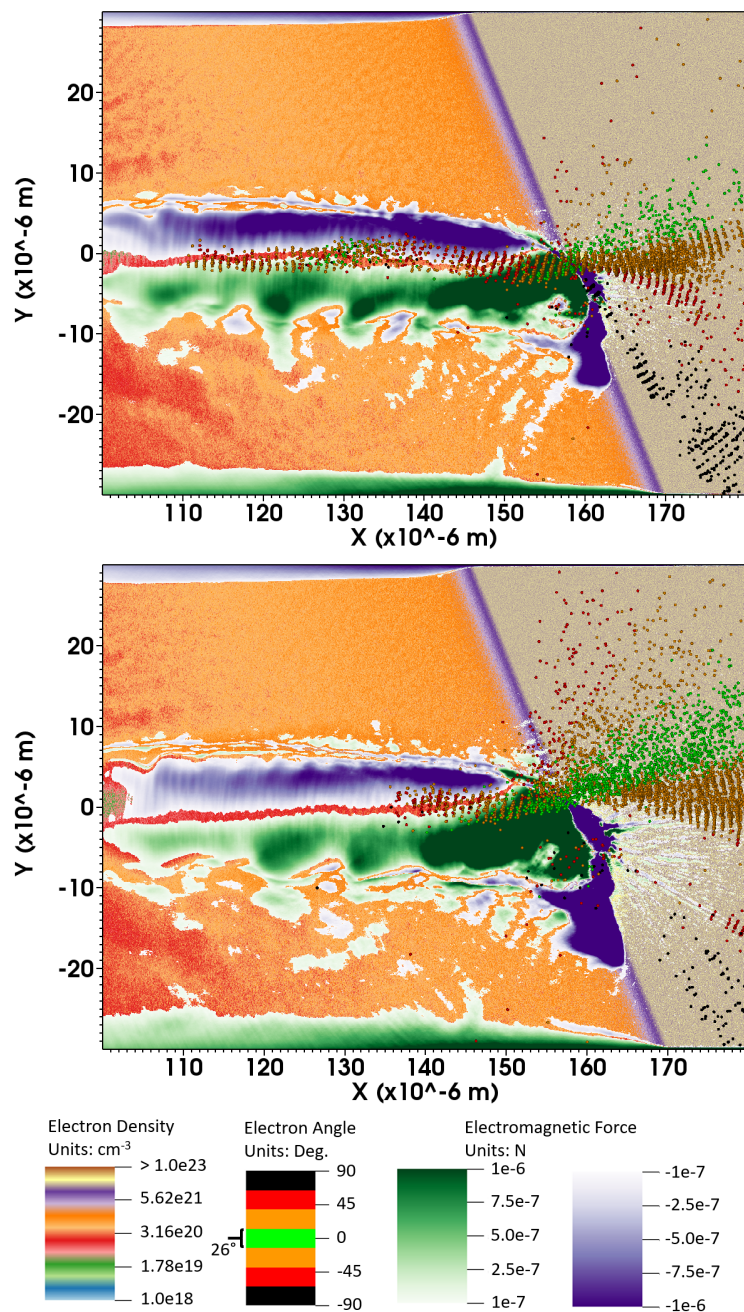 20
10
0
-10
-20
Y (x10^-6 m)
110 120 130 140 150 160 170
X (x10^-6 m)
20
10
0
-10
-20
Y (x10^-6 m)
110 120 130 140 150 160 170
X (x10^-6 m)
Electron Density
Units: cm-3
> 1.0e23
5.62e21
3.16e20
1.78e19
1.0e18
Electron Angle
Units: Deg.
90
45
0
-45
-90
26°
Electromagnetic Force
Units: N
1e-6
7.5e-7
5.0e-7
2.5e-7
1e-7
-1e-7
-2.5e-7
-5.0e-7
-7.5e-7
-1e-6